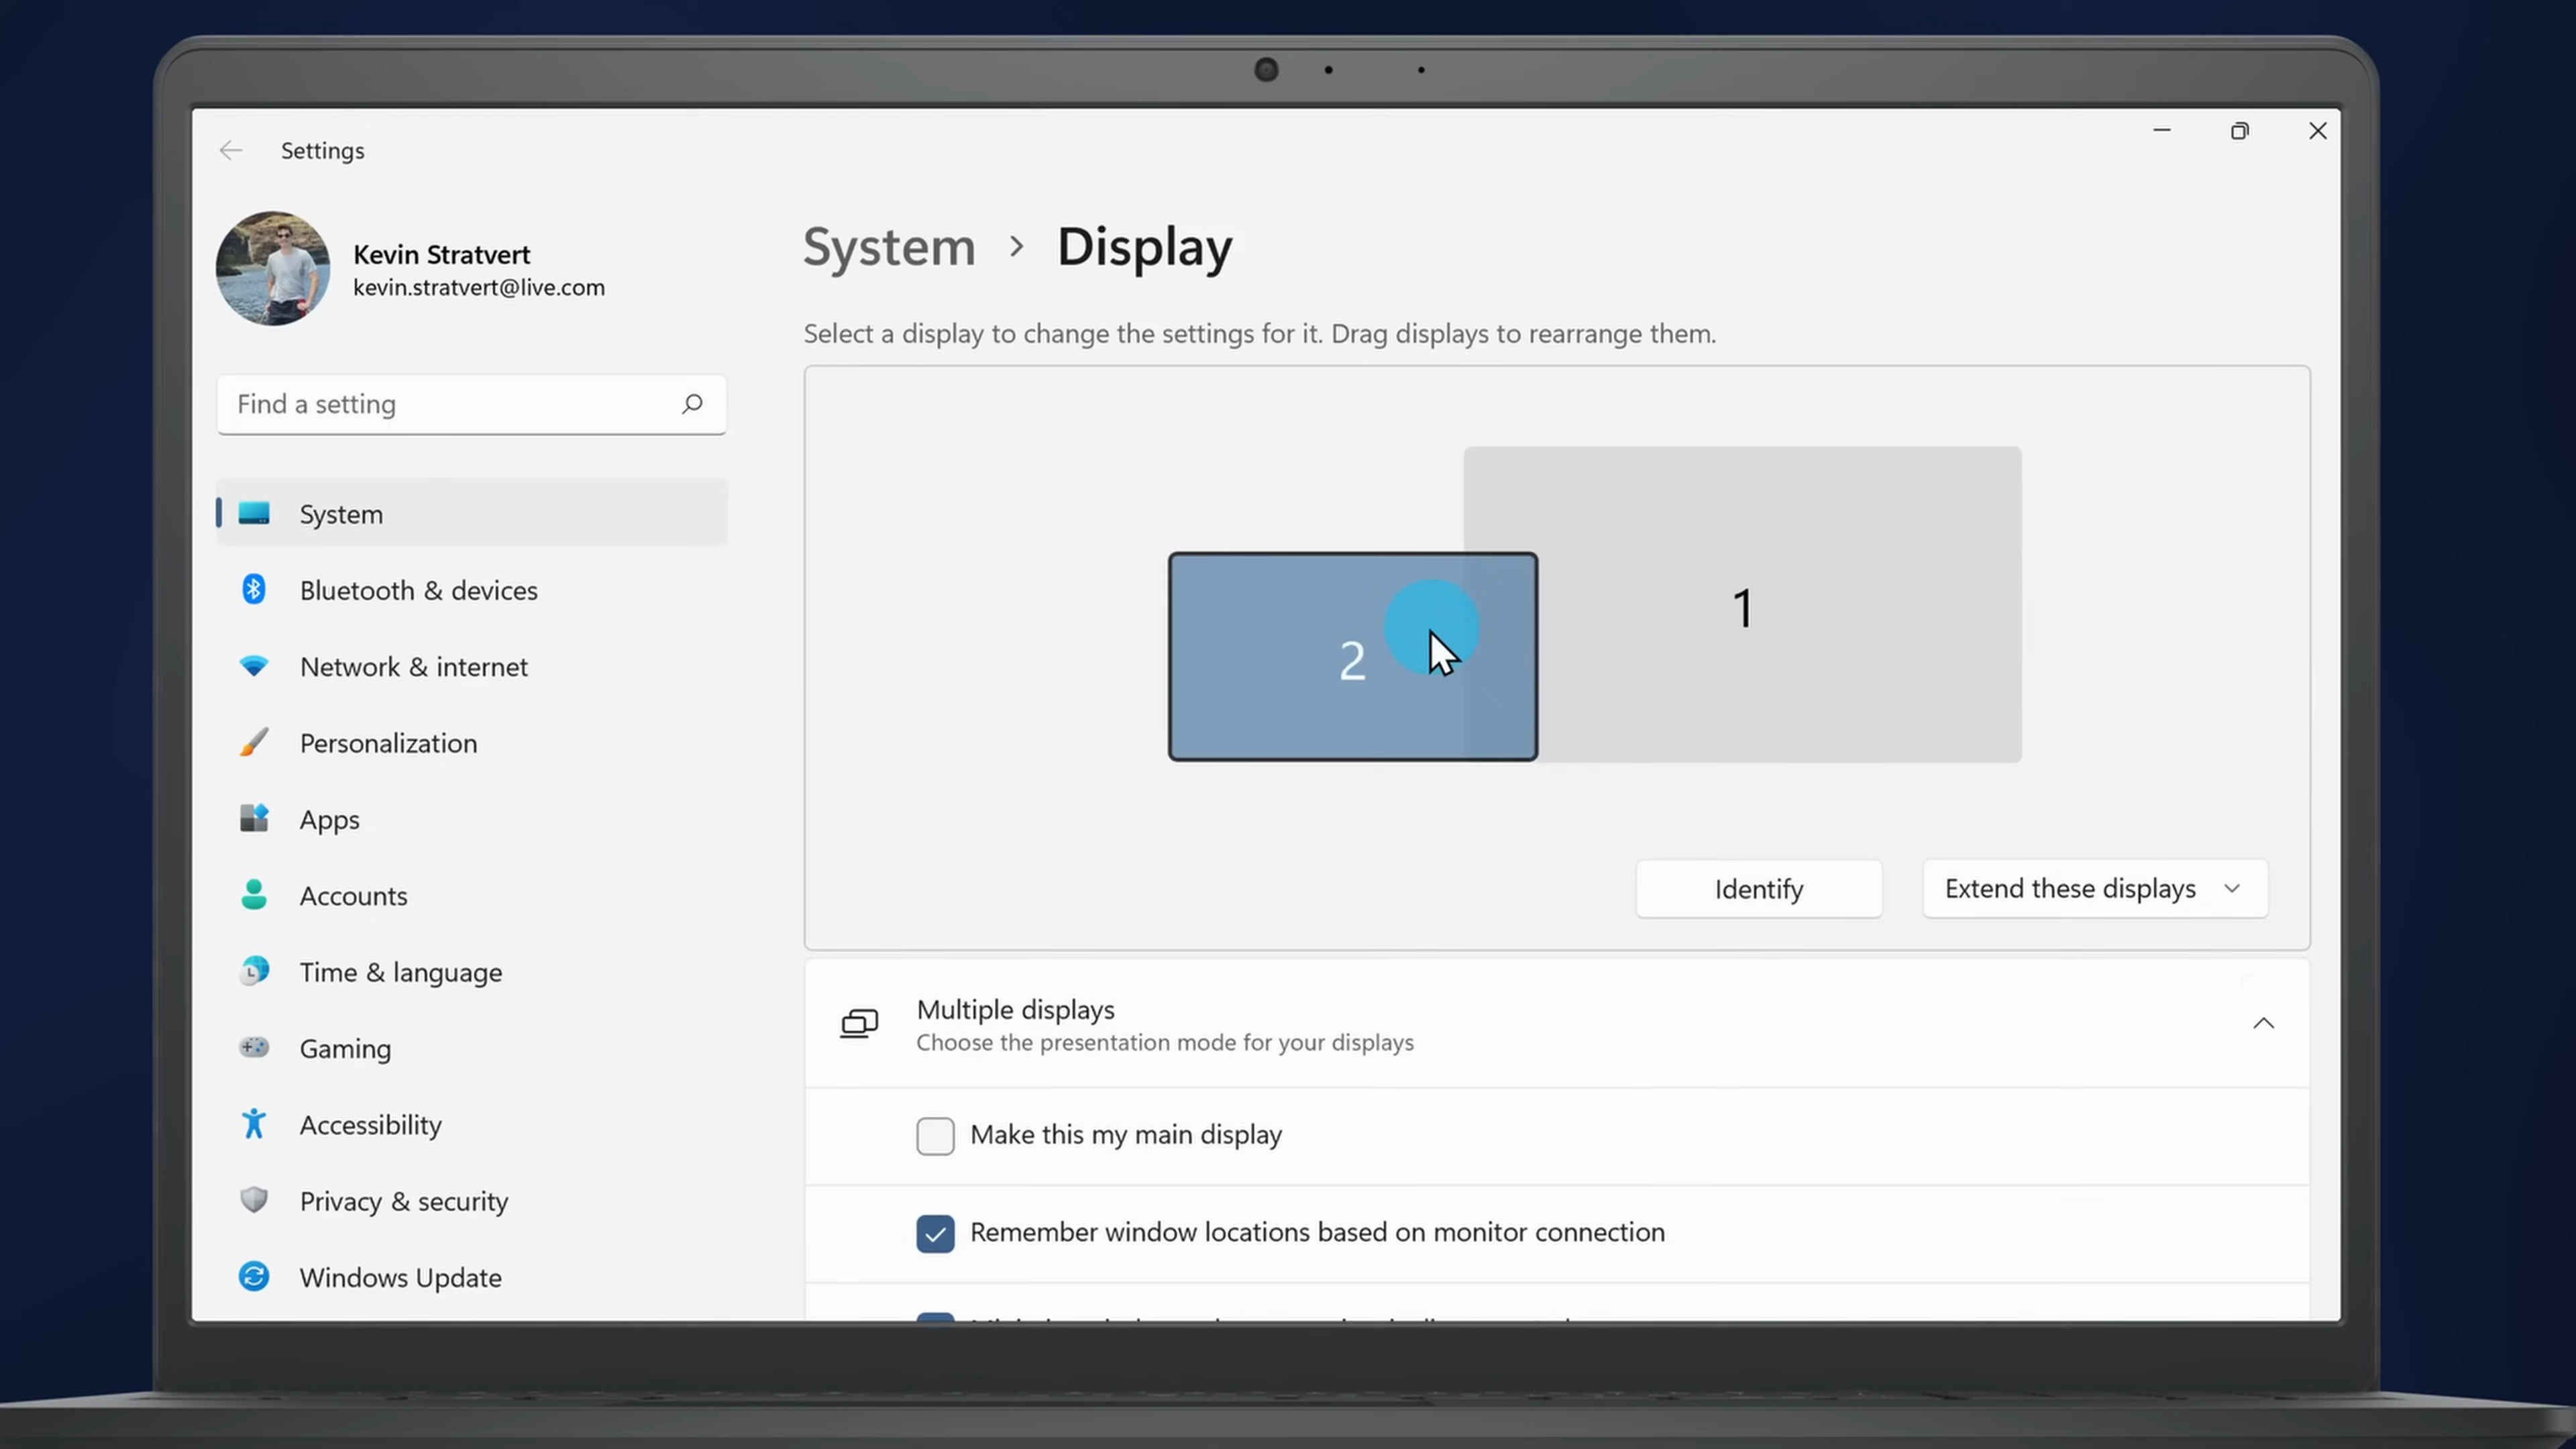 Settings
Kevin Stratvert
kevin.stratvert@live.com
Find a setting
System
Bluetooth & devices
Network & internet
Personalization
Apps
Accounts
Time & language
Gaming
Accessibility
Privacy & security
Windows Update
System > Display
Select a display to change the settings for it. Drag displays to rearrange them.
2
1
Identify
Extend these displays
Multiple displays
Choose the presentation mode for your displays
Make this my main display
Remember window locations based on monitor connection